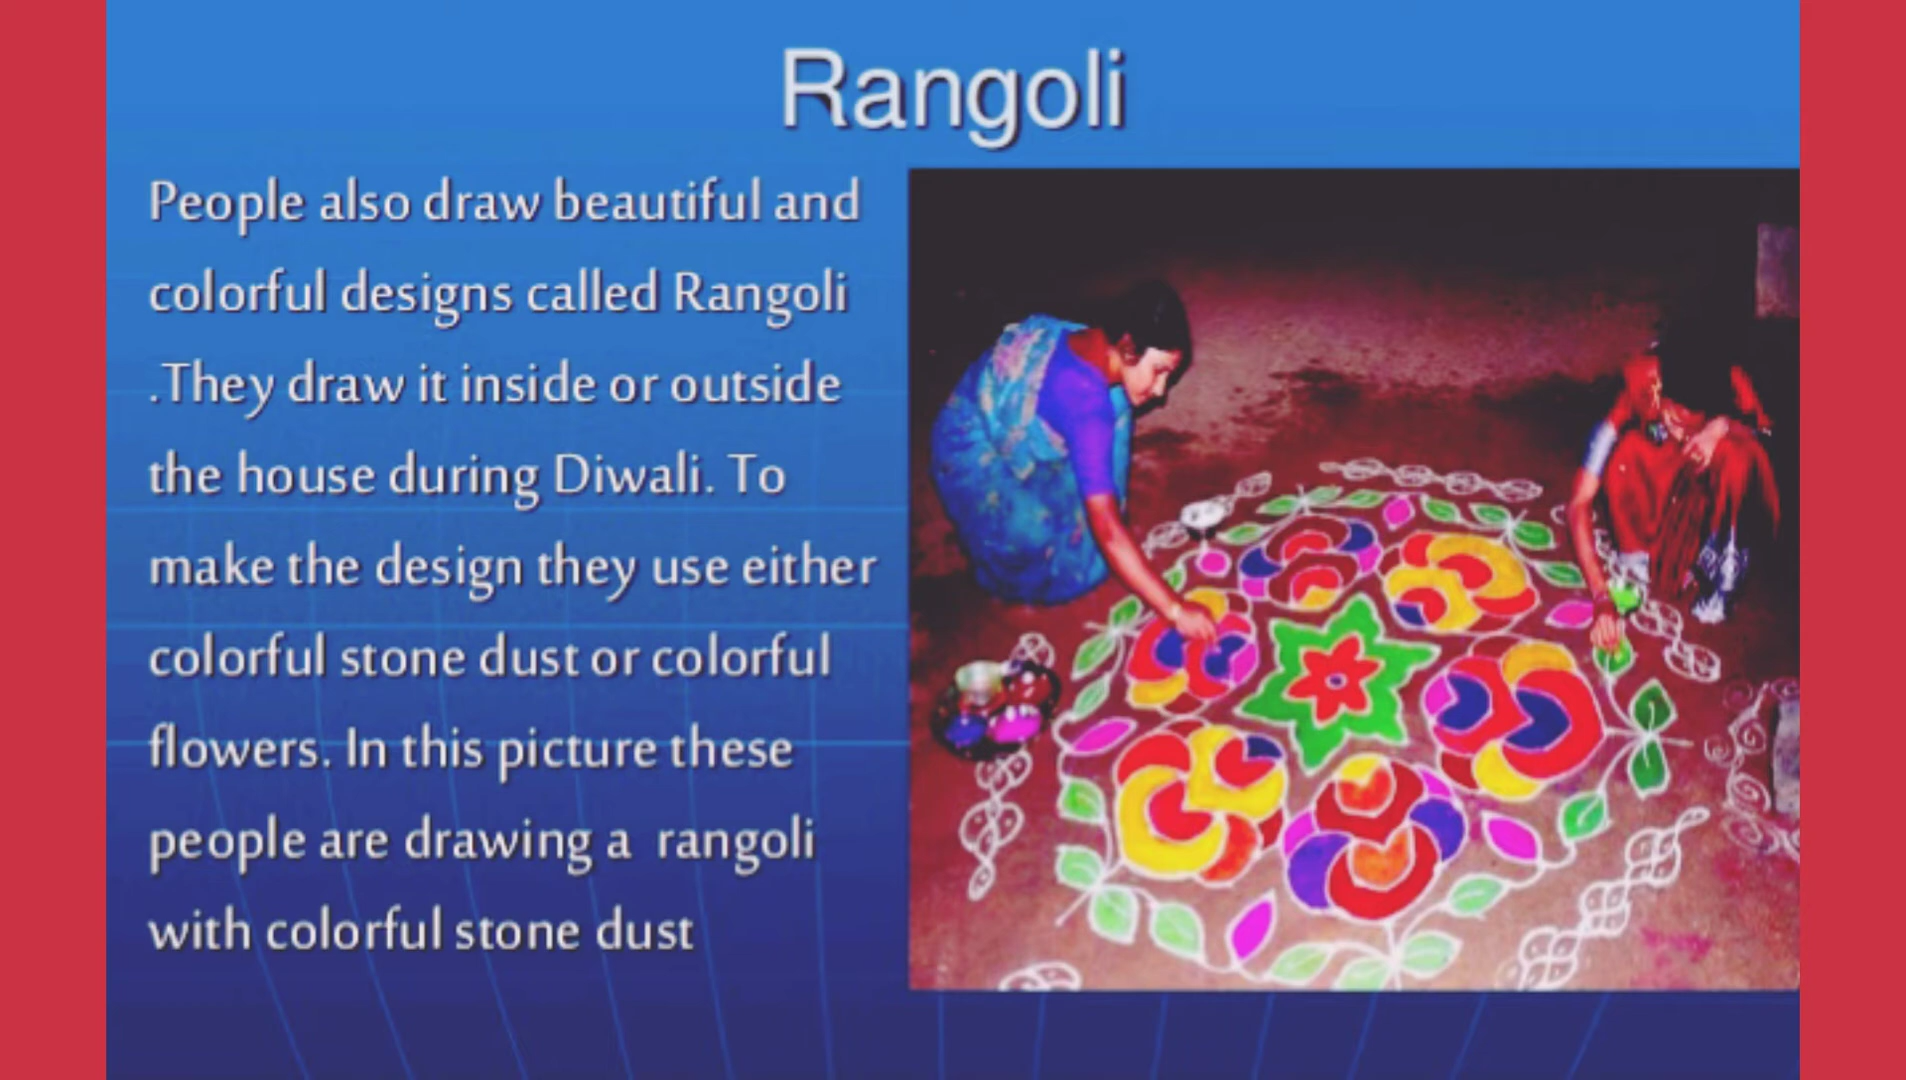 Rangoli
People also draw beautiful and
colorful designs called Rangoli
.They draw it inside or outside
the house during Diwali. To
make the design they use either
colorful stone dust or colorful
flowers. In this picture these
people are drawing a  rangoli
with colorful stone dust